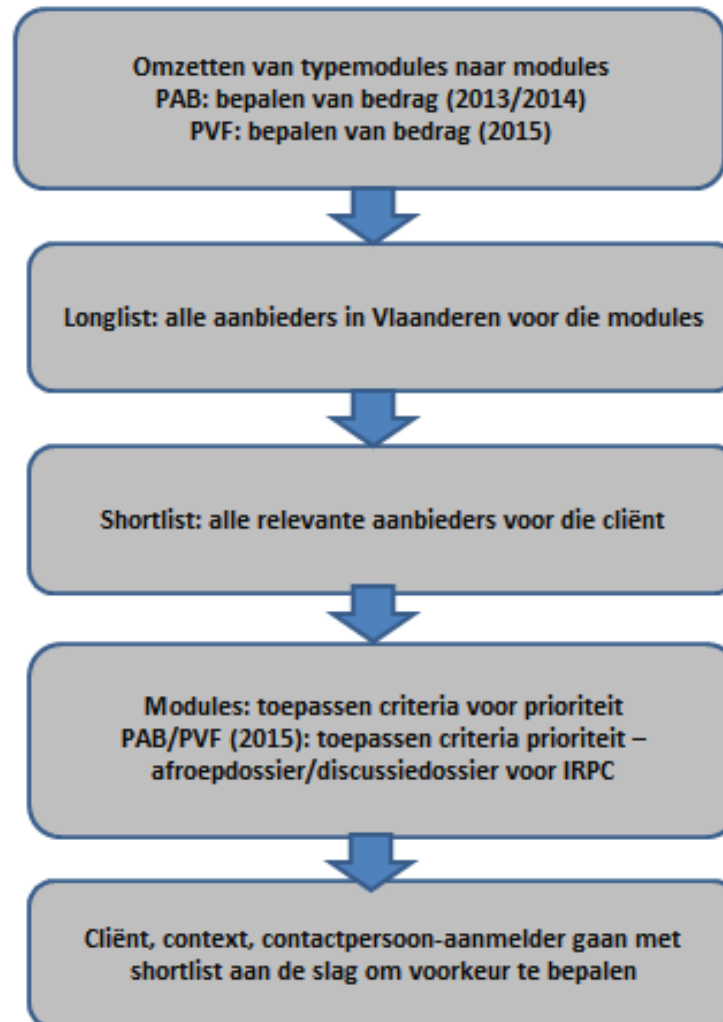 Omzetten van typemodules naar modules
PAB: bepalen van bedrag (2013/2014)
PVF: bepalen van bedrag (2015)
Longlist: alle aanbieders in Vlaanderen voor die modules
Shortlist: alle relevante aanbieders voor die cliënt
Modules: toepassen criteria voor prioriteit
PAB/PVF (2015): toepassen criteria prioriteit –
afroepdossier/discussiedossier voor IRPC
Cliënt, context, contactpersoon-aanmelder gaan met
shortlist aan de slag om voorkeur te bepalen